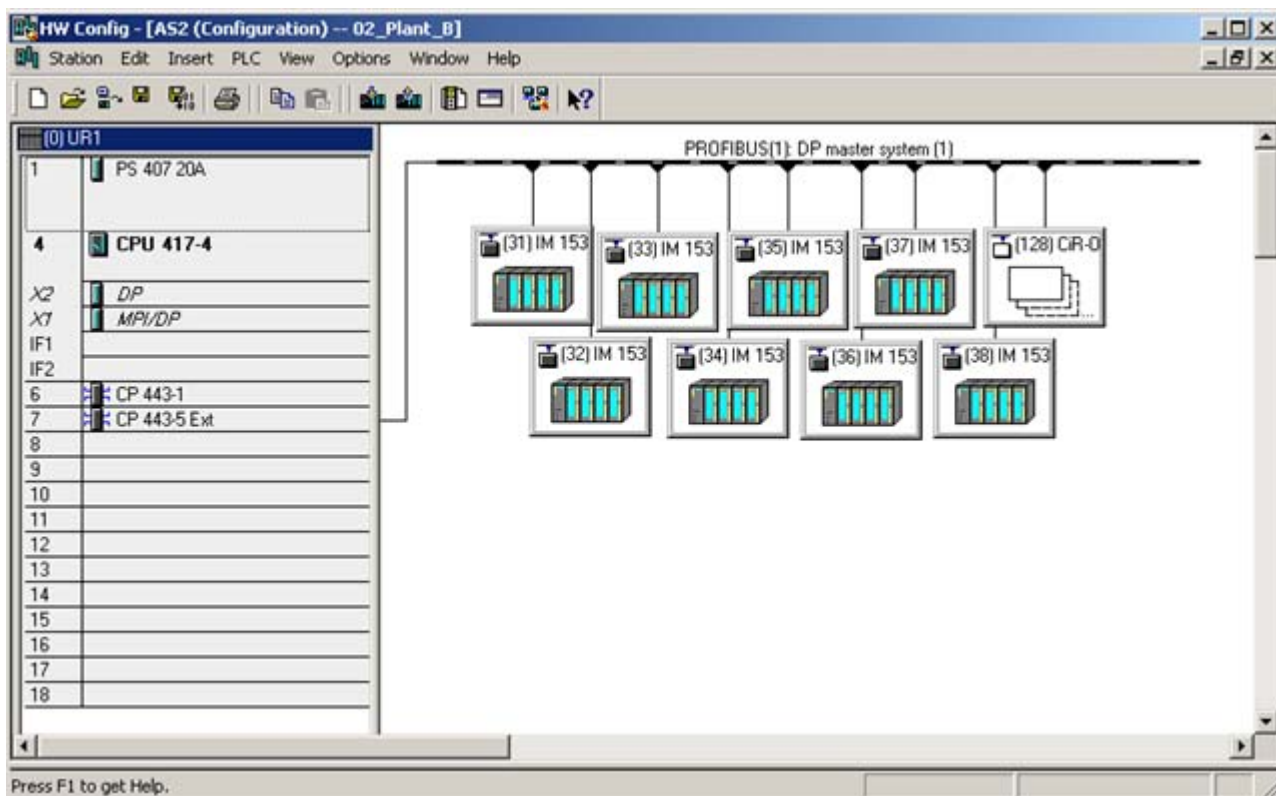 HW Config - [AS2 (Configuration) -- 02_Plant_B]
Station Edit Insert PLC View Options Window Help
(0) UR1
1 PS 407 20A
4 CPU 417-4
X2 DP
X1 MPI/DP
IF1
IF2
6 CP 443-1
7 CP 443-5 Ext
8
9
10
11
12
13
14
15
16
17
18
PROFIBUS(1): DP master system (1)
(31) IM 153
(33) IM 153
(35) IM 153
(37) IM 153
(128) CiR-O
(32) IM 153
(34) IM 153
(36) IM 153
(38) IM 153
Press F1 to get Help.